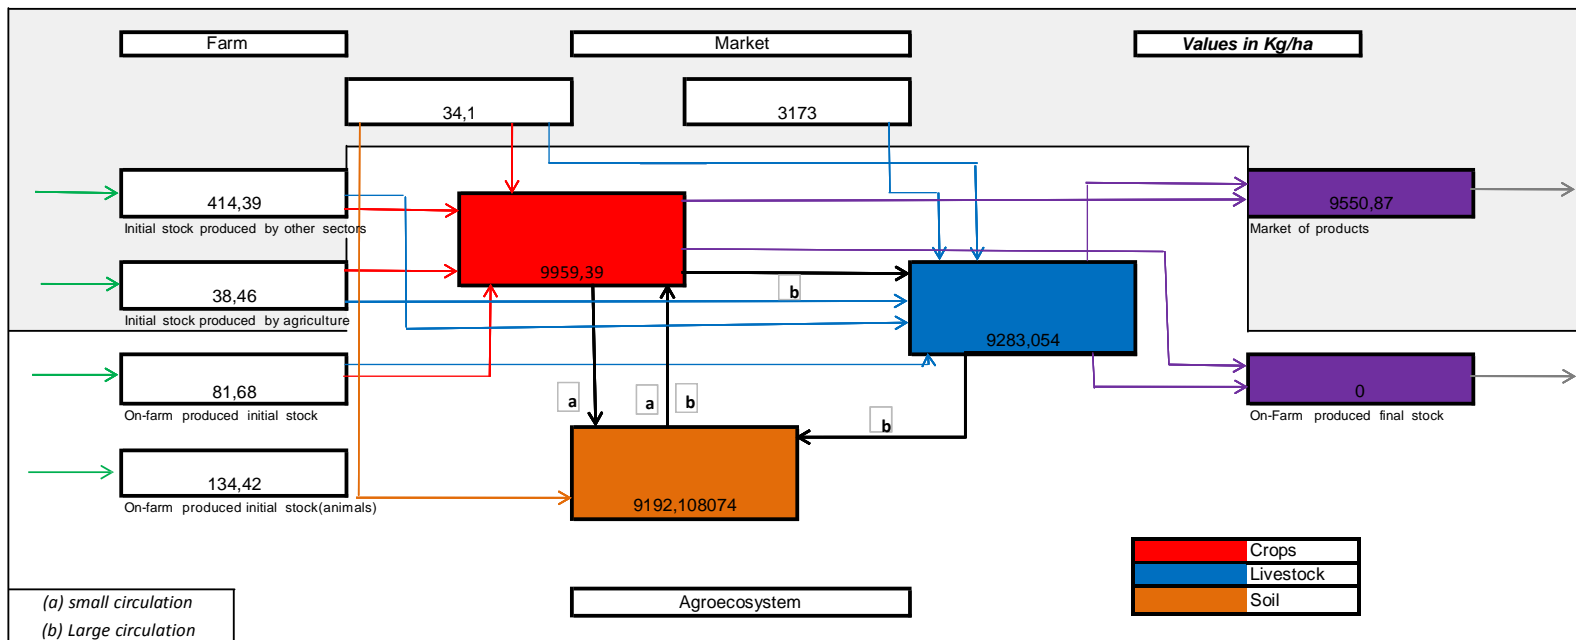 Farm
Market
Values in Kg/ha
34,1
3173
414,39
Initial stock produced by other sectors
9550,87
Market of products
9959,39
38,46
Initial stock produced by agriculture
b
9283,054
81,68
On-farm produced initial stock
0
On-Farm produced final stock
a
a
b
b
134,42
On-farm produced initial stock(animals)
9192,108074
Crops
Livestock
Soil
Agroecosystem
(a) small circulation
(b) Large circulation